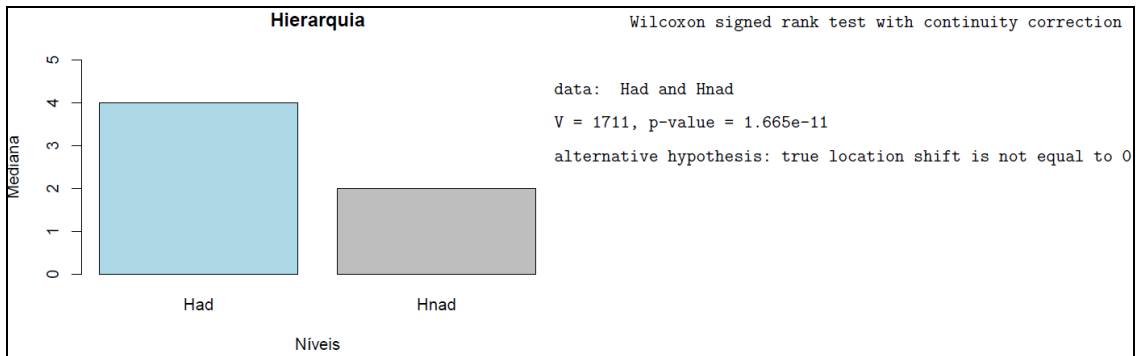 Hierarquia
Mediana
5
4
3
2
1
0
Had
Hnad
Níveis
Wilcoxon signed rank test with continuity correction
data: Had and Hnad
V = 1711, p-value = 1.665e-11
alternative hypothesis: true location shift is not equal to 0